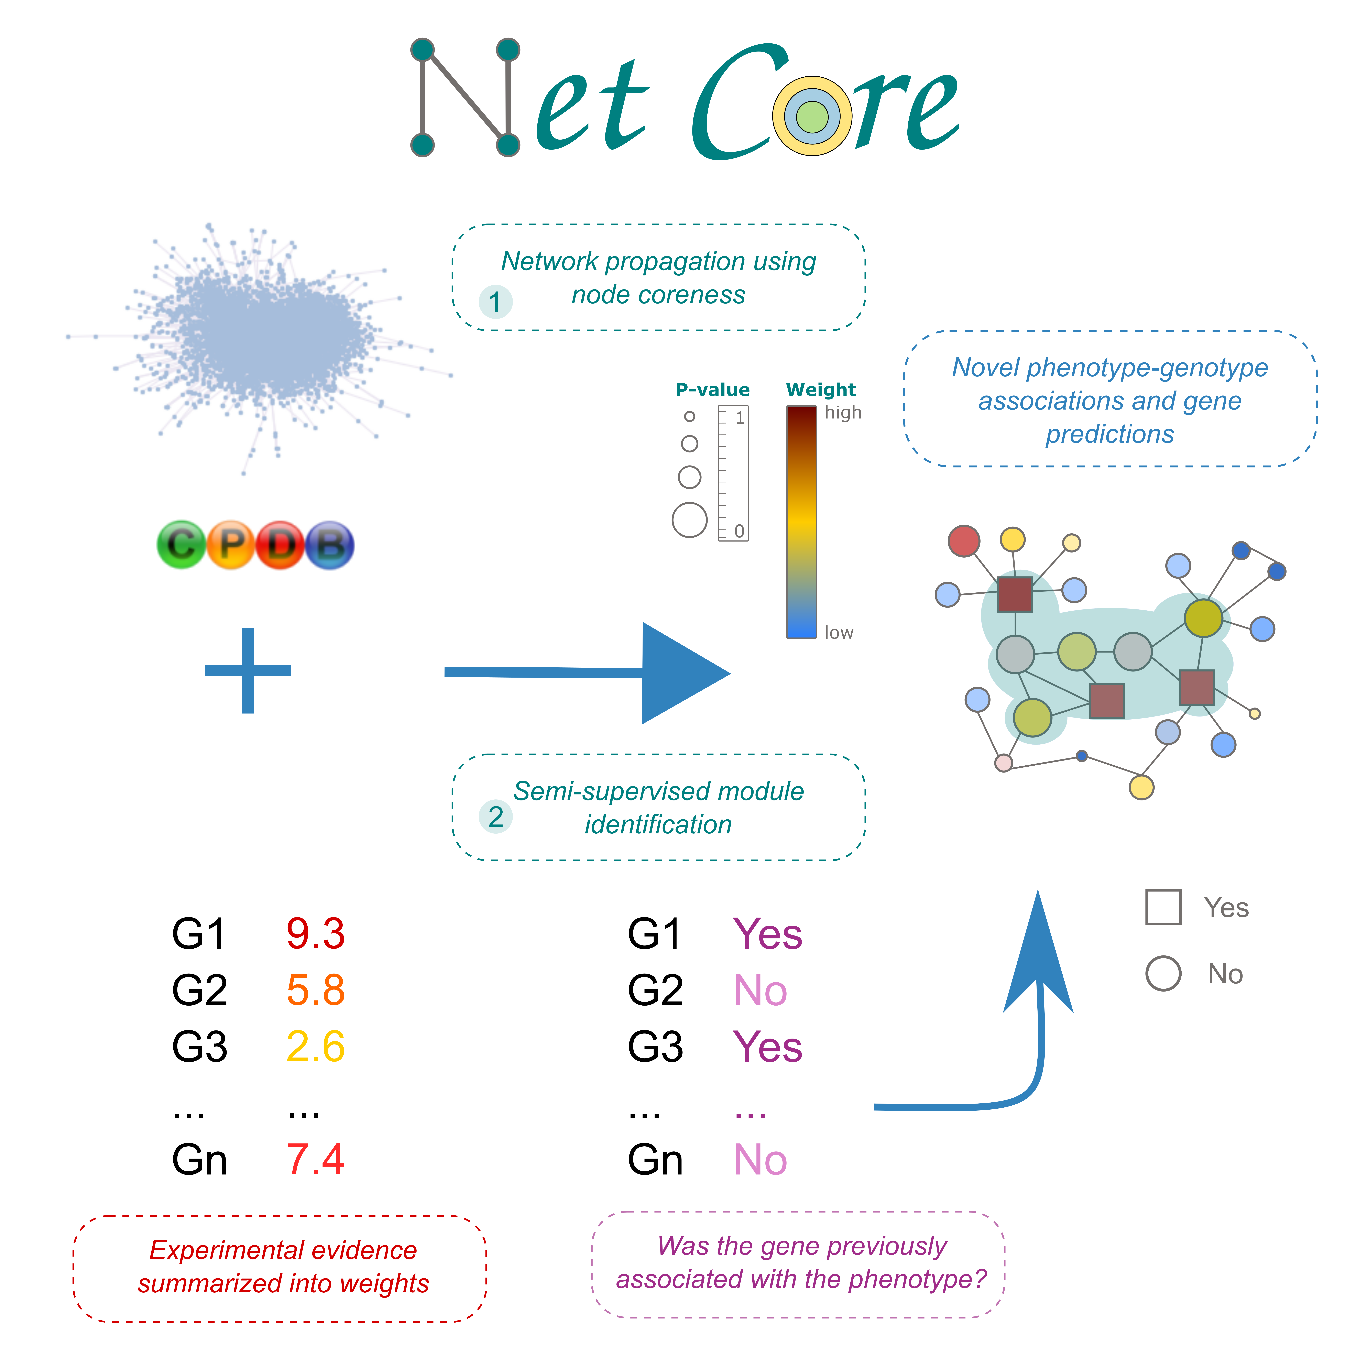 Net Core
Network propagation using
node coreness
1
P-value
1
0
Weight
high
low
Novel phenotype-genotype
associations and gene
predictions
CPDB
Semi-supervised module
identification
2
G1 9.3
G2 5.8
G3 2.6
... ...
Gn 7.4
G1 Yes
G2 No
G3 Yes
... ...
Gn No
Yes
No
Experimental evidence
summarized into weights
Was the gene previously
associated with the phenotype?